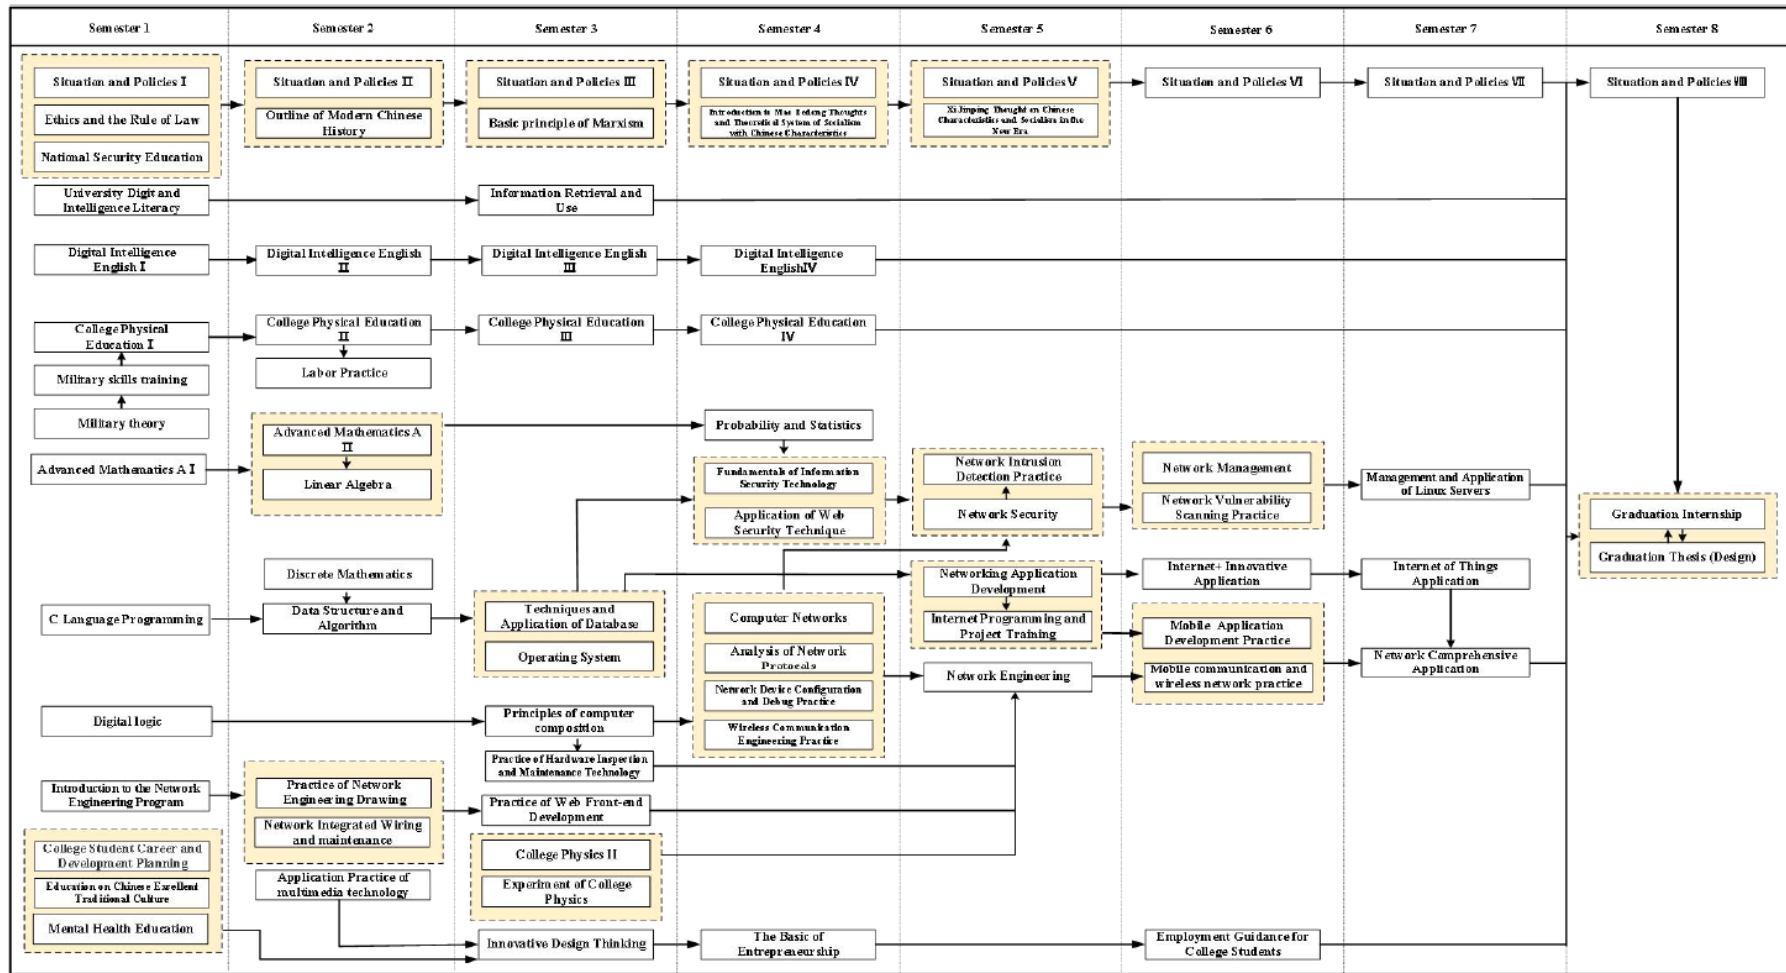 Semester 1
Semester 2
Semester 3
Semester 4
Semester 5
Semester 6
Semester 7
Semester 8
Situation and Policies Ⅰ
Ethics and the Rule of Law
National Security Education
Situation and Policies Ⅱ
Outline of Modern Chinese
History
Situation and Policies Ⅲ
Basic principle of Marxism
Situation and Policies Ⅳ
Introduction to Mao Zedong Thoughts
and Theoretical System of Socialism
with Chinese Characteristics
Situation and Policies Ⅴ
Xi Jinping Thought on Chinese
Characteristics and Socialism in the
New Era
Situation and Policies Ⅵ
Situation and Policies Ⅶ
Situation and Policies Ⅷ
University Digit and
Intelligence Literacy
Information Retrieval and
Use
Digital Intelligence
English Ⅰ
Digital Intelligence English
Ⅱ
Digital Intelligence English
Ⅲ
Digital Intelligence
EnglishⅣ
College Physical
Education Ⅰ
College Physical Education
Ⅱ
College Physical Education
Ⅲ
College Physical Education
Ⅳ
Military skills training
Labor Practice
Military theory
Advanced Mathematics A Ⅰ
Advanced Mathematics A
Ⅱ
Linear Algebra
Probability and Statistics
Fundamentals of Information
Security Technology
Application of Web
Security Technique
Network Intrusion
Detection Practice
Network Security
Network Management
Network Vulnerability
Scanning Practice
Management and Application
of Linux Servers
Graduation Internship
Graduation Thesis (Design)
Discrete Mathematics
C Language Programming
Data Structure and
Algorithm
Techniques and
Application of Database
Operating System
Computer Networks
Analysis of Network
Protocals
Network Device Configuration
and Debug Practice
Wireless Communication
Engineering Practice
Networking Application
Development
Internet Programming and
Project Training
Network Engineering
Internet+ Innovative
Application
Mobile Application
Development Practice
Mobile communication and
wireless network practice
Internet of Things
Application
Network Comprehensive
Application
Digital logic
Principles of computer
composition
Practice of Hardware Inspection
and Maintenance Technology
Introduction to the Network
Engineering Program
Practice of Network
Engineering Drawing
Network Integrated Wiring
and maintenance
Practice of Web Front-end
Development
College Student Career and
Development Planning
Education on Chinese Excellent
Traditional Culture
Mental Health Education
Application Practice of
multimedia technology
College Physics II
Experiment of College
Physics
Innovative Design Thinking
The Basic of
Entrepreneurship
Employment Guidance for
College Students